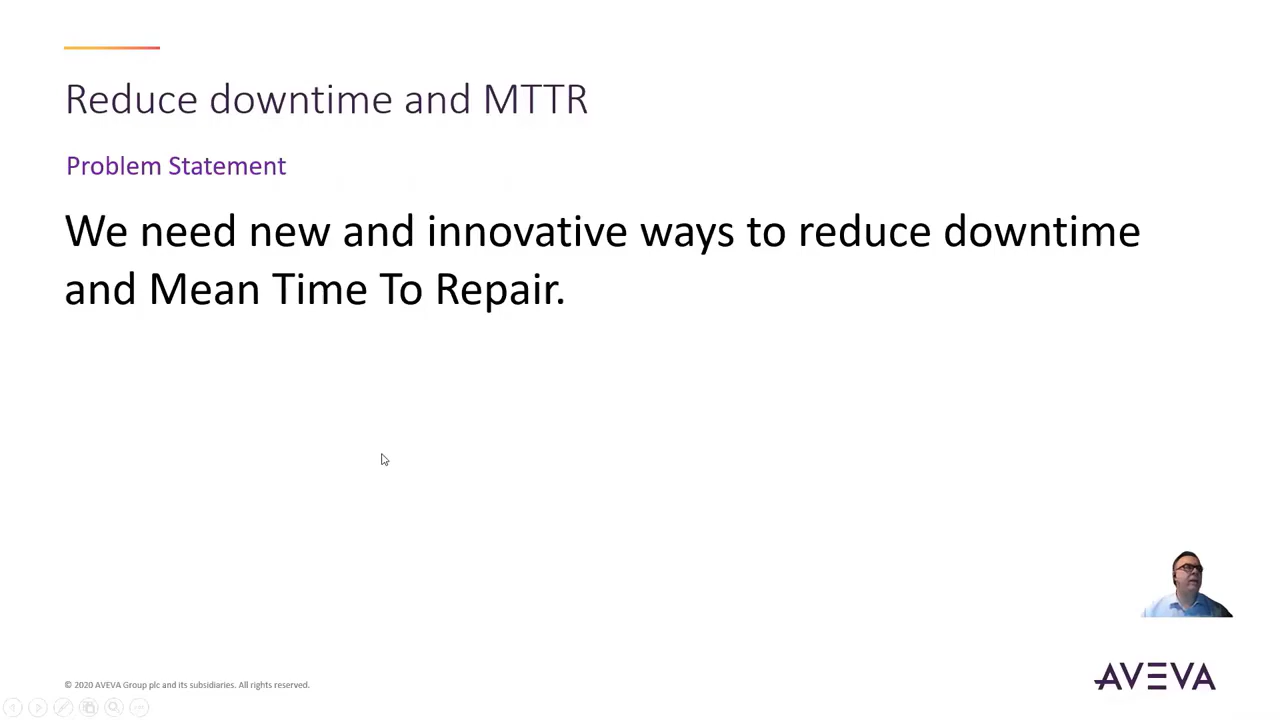 Reduce downtime and MTTR
Problem Statement
We need new and innovative ways to reduce downtime
and Mean Time To Repair.
© 2020 AVEVA Group plc and its subsidiaries. All rights reserved.
AVEVA